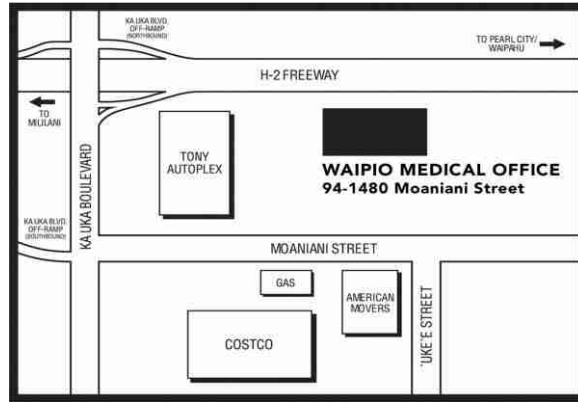 KA UKA BLVD.
OFF-RAMP
(NORTHBOUND)
TO PEARL CITY/
WAIPAHU
H-2 FREEWAY
TO
MILILANI
TONY
AUTOPLEX
WAIPIO MEDICAL OFFICE
94-1480 Moaniani Street
KA UKA BOULEVARD
KA UKA BLVD.
OFF-RAMP
(SOUTHBOUND)
MOANIANI STREET
GAS
AMERICAN
MOVERS
COSTCO
'UKE'E STREET